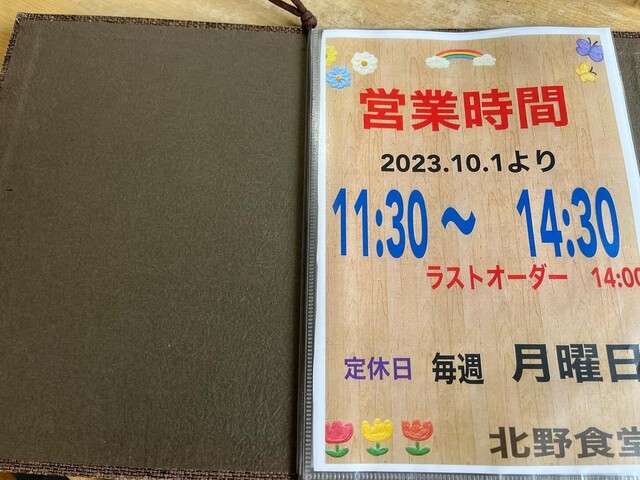 営業時間
2023.10.1より
11:30～ 14:30
ラストオーダー 14:00
定休日 毎週 月曜日
北野食堂